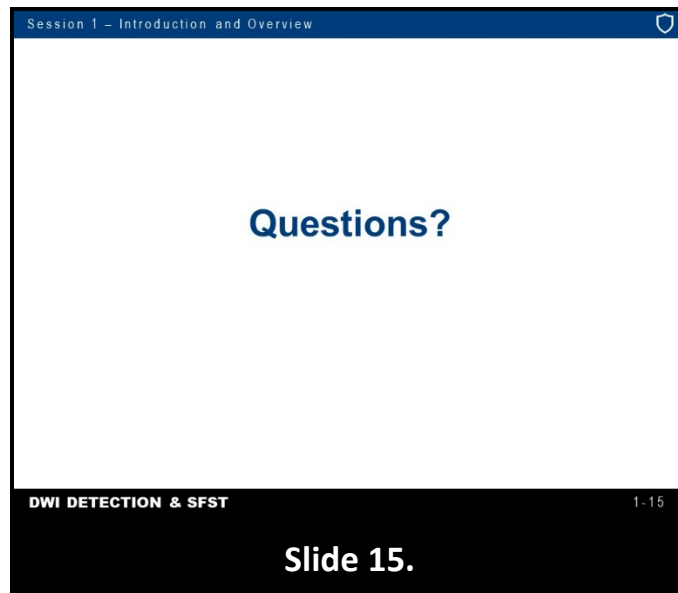 Session 1 – Introduction and Overview
Questions?
DWI DETECTION & SFST
1-15
Slide 15.